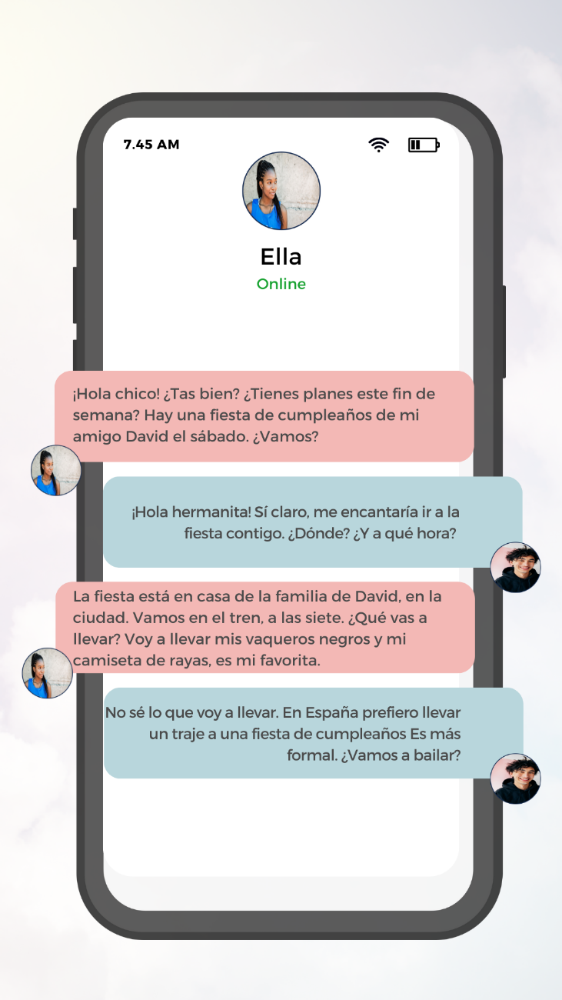 7.45 AM
Ella
Online
¡Hola chico! ¿Tas bien? ¿Tienes planes este fin de
semana? Hay una fiesta de cumpleaños de mi
amigo David el sábado. ¿Vamos?
¡Hola hermanita! Sí claro, me encantaría ir a la
fiesta contigo. ¿Dónde? ¿Y a qué hora?
La fiesta está en casa de la familia de David, en la
ciudad. Vamos en el tren, a las siete. ¿Qué vas a
llevar? Voy a llevar mis vaqueros negros y mi
camiseta de rayas, es mi favorita.
No sé lo que voy a llevar. En España prefiero llevar
un traje a una fiesta de cumpleaños Es más
formal. ¿Vamos a bailar?